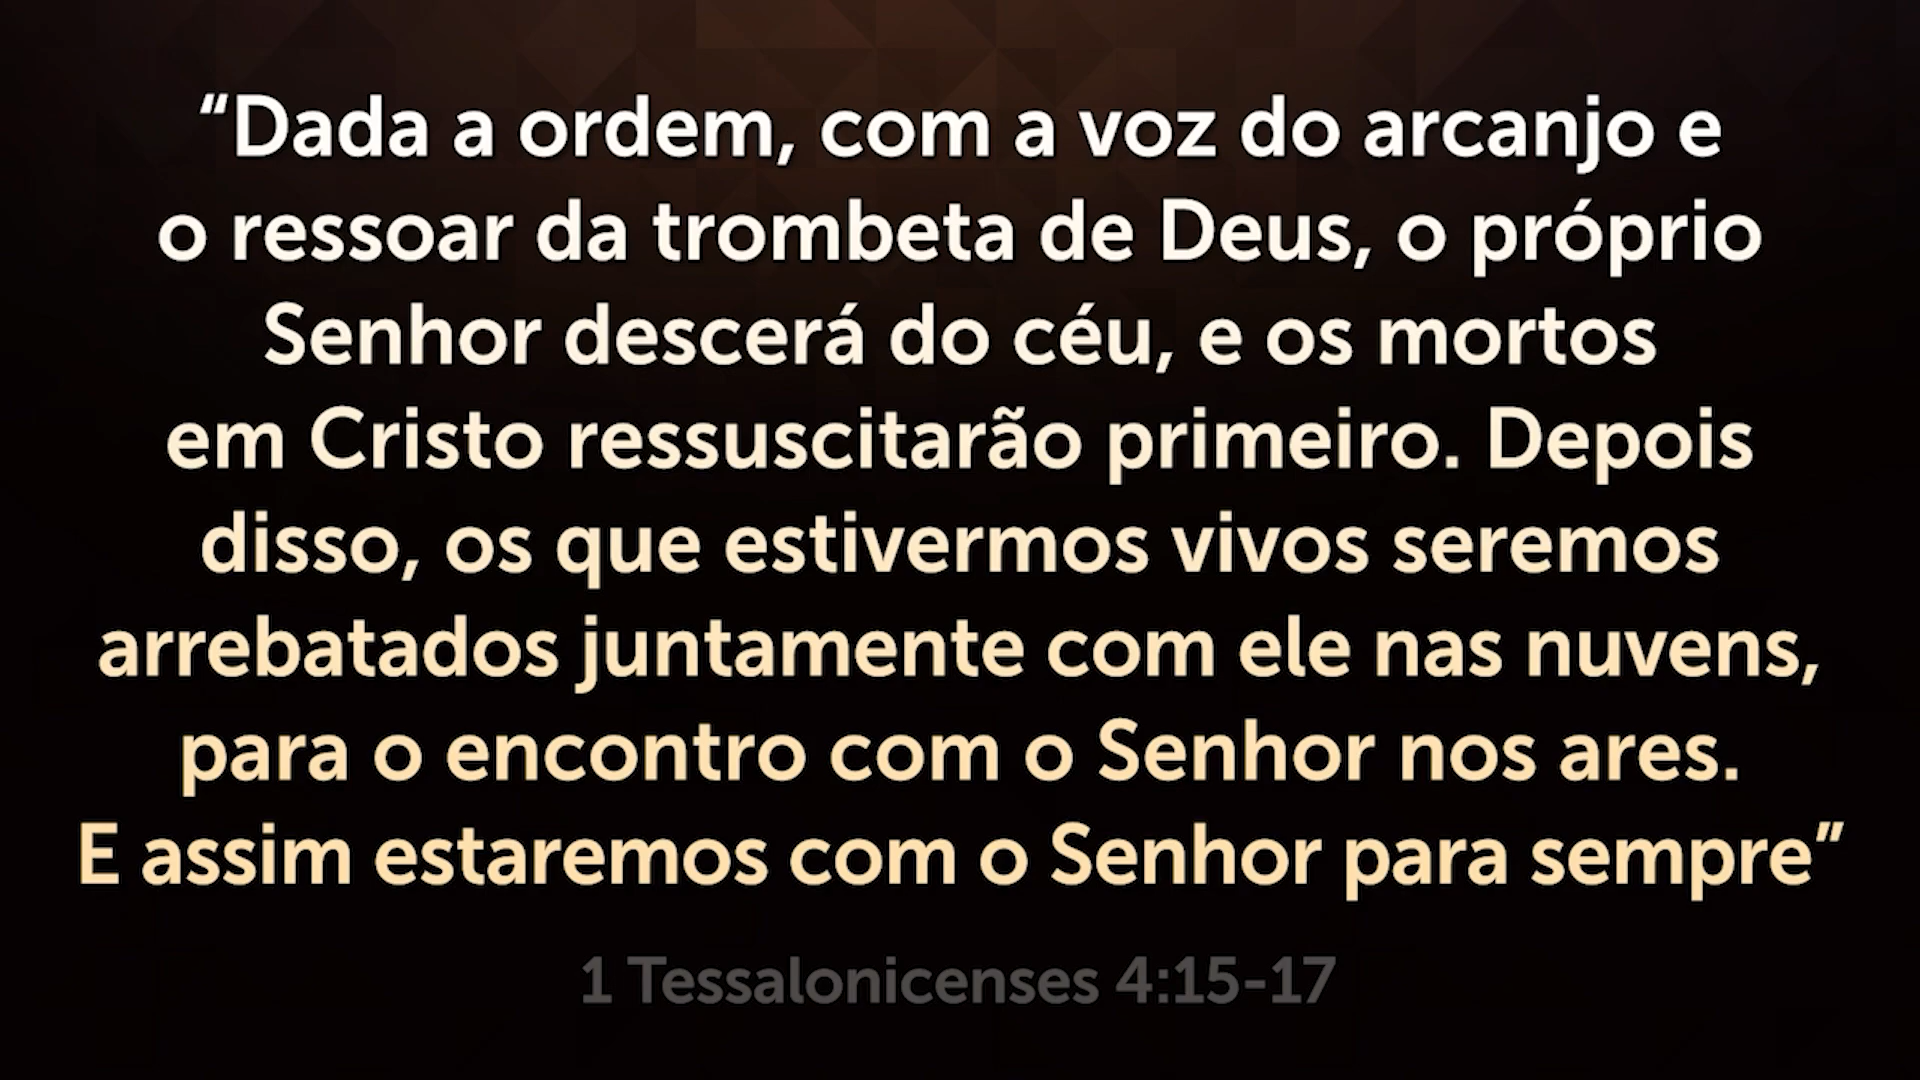 “Dada a ordem, com a voz do arcanjo e
o ressoar da trombeta de Deus, o próprio
Senhor descerá do céu, e os mortos
em Cristo ressuscitarão primeiro. Depois
disso, os que estivermos vivos seremos
arrebatados juntamente com ele nas nuvens,
para o encontro com o Senhor nos ares.
E assim estaremos com o Senhor para sempre”
1 Tessalonicenses 4:15-17